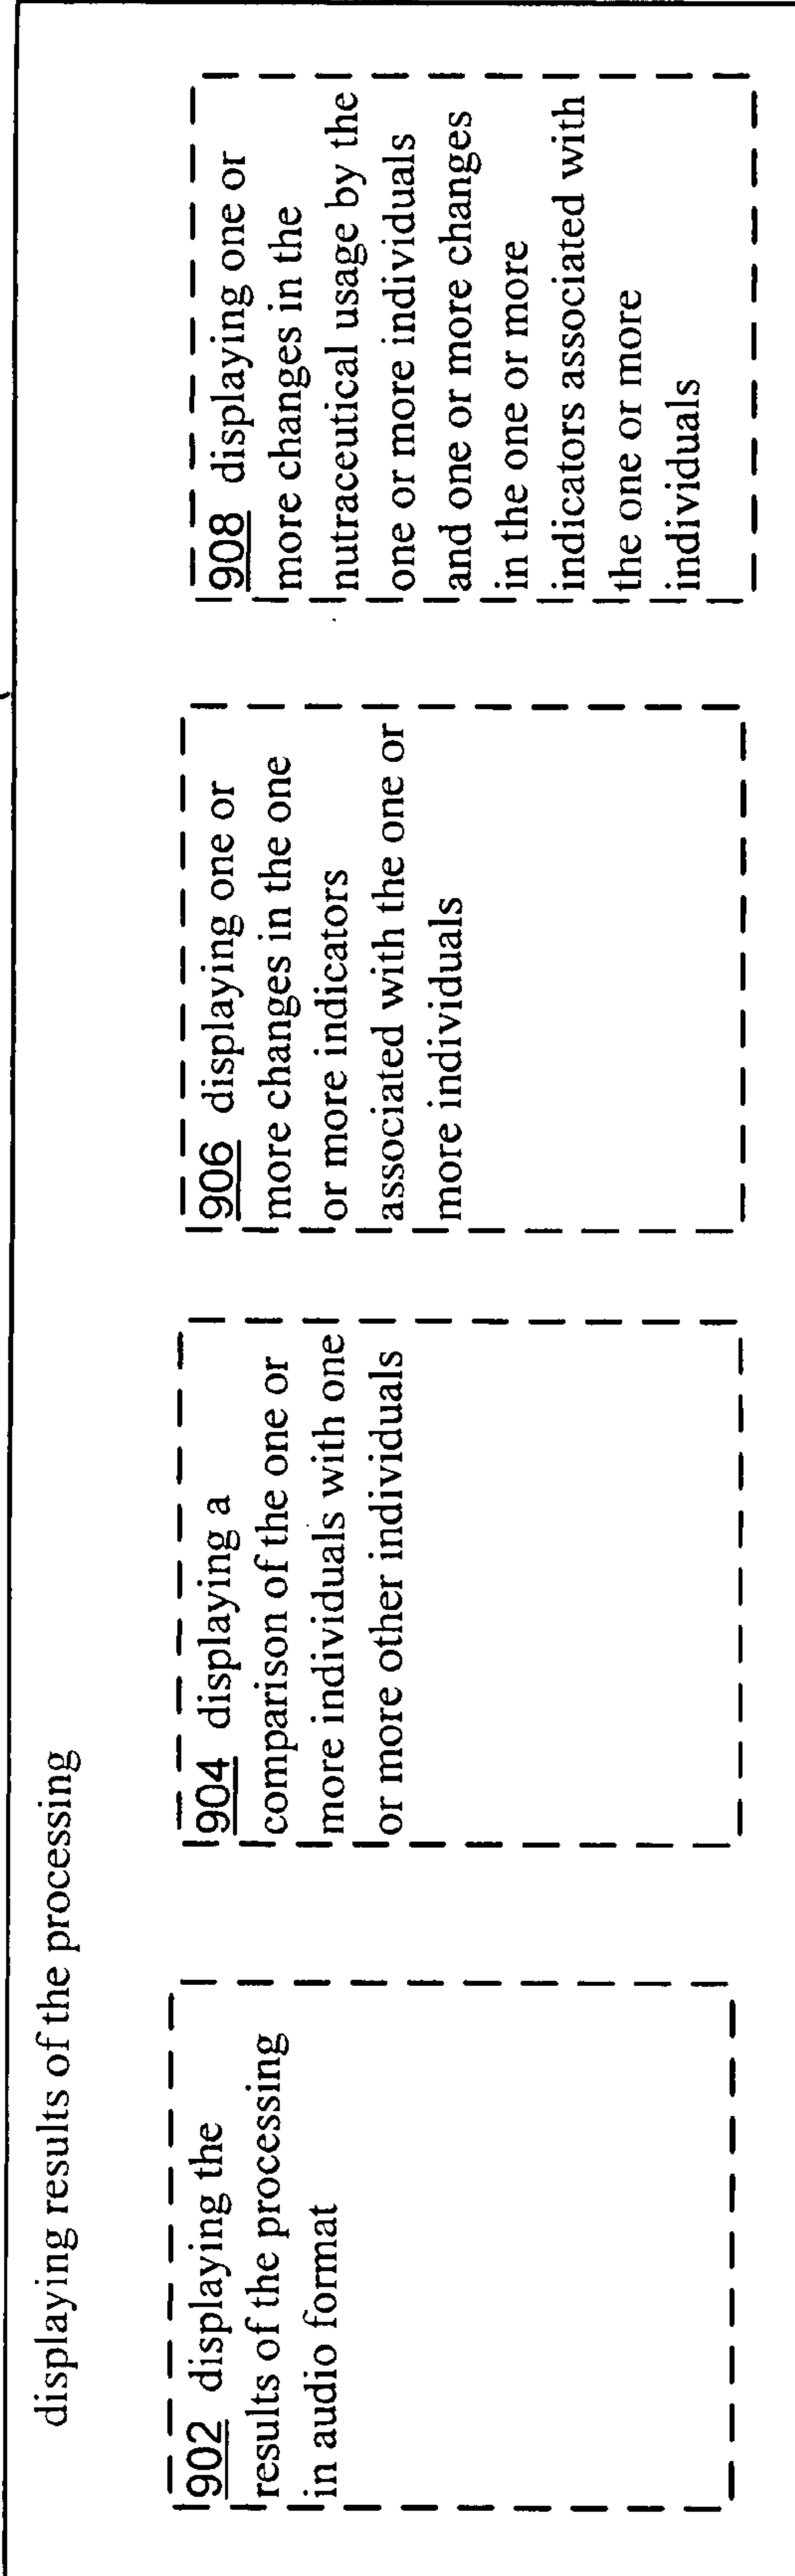 displaying results of the processing
902 displaying the
results of the processing
in audio format
904 displaying a
comparison of the one or
more individuals with one
or more other individuals
906 displaying one or
more changes in the one
or more indicators
associated with the one or
more individuals
908 displaying one or
more changes in the
nutraceutical usage by the
one or more individuals
and one or more changes
in the one or more
indicators associated with
the one or more
individuals